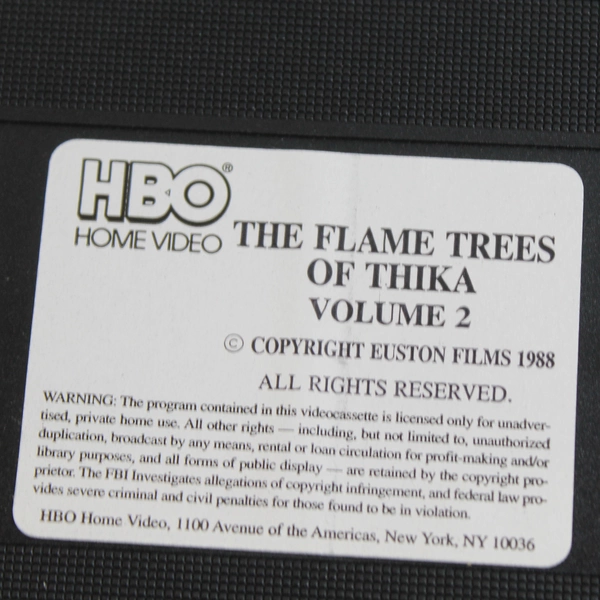 HBO®
HOME VIDEO
THE FLAME TREES
OF THIKA
VOLUME 2
© COPYRIGHT EUSTON FILMS 1988
ALL RIGHTS RESERVED.
WARNING: The program contained in this videocassette is licensed only for unadver-
tised, private home use. All other rights — including, but not limited to, unauthorized
duplication, broadcast by any means, rental or loan circulation for profit-making and/or
library purposes, and all forms of public display — are retained by the copyright pro-
prietor. The FBI Investigates allegations of copyright infringement, and federal law pro-
vides severe criminal and civil penalties for those found to be in violation.
HBO Home Video, 1100 Avenue of the Americas, New York, NY 10036